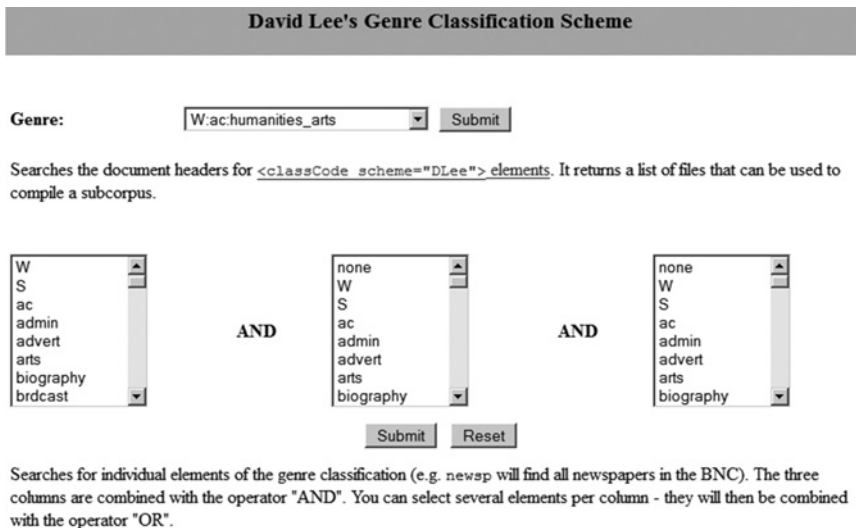 David Lee's Genre Classification Scheme
Genre: W:ac:humanities_arts Submit
Searches the document headers for <classCode scheme="DLee"> elements. It returns a list of files that can be used to
compile a subcorpus.
W
S
ac
admin
advert
arts
biography
brdcast
AND
none
W
S
ac
admin
advert
arts
biography
AND
none
W
S
ac
admin
advert
arts
biography
Submit Reset
Searches for individual elements of the genre classification (e.g. newsp will find all newspapers in the BNC). The three
columns are combined with the operator "AND". You can select several elements per column - they will then be combined
with the operator "OR".